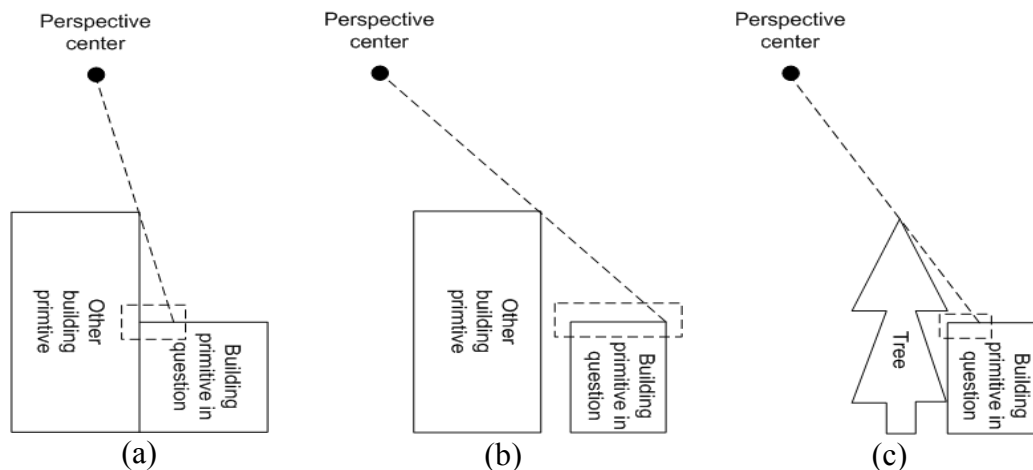 Perspective
center
Perspective
center
Perspective
center
Other
building
primtive
Building
primitive in
question
Other
building
primitive
Building
primitive in
question
Tree
Building
primitive in
question
(a)
(b)
(c)